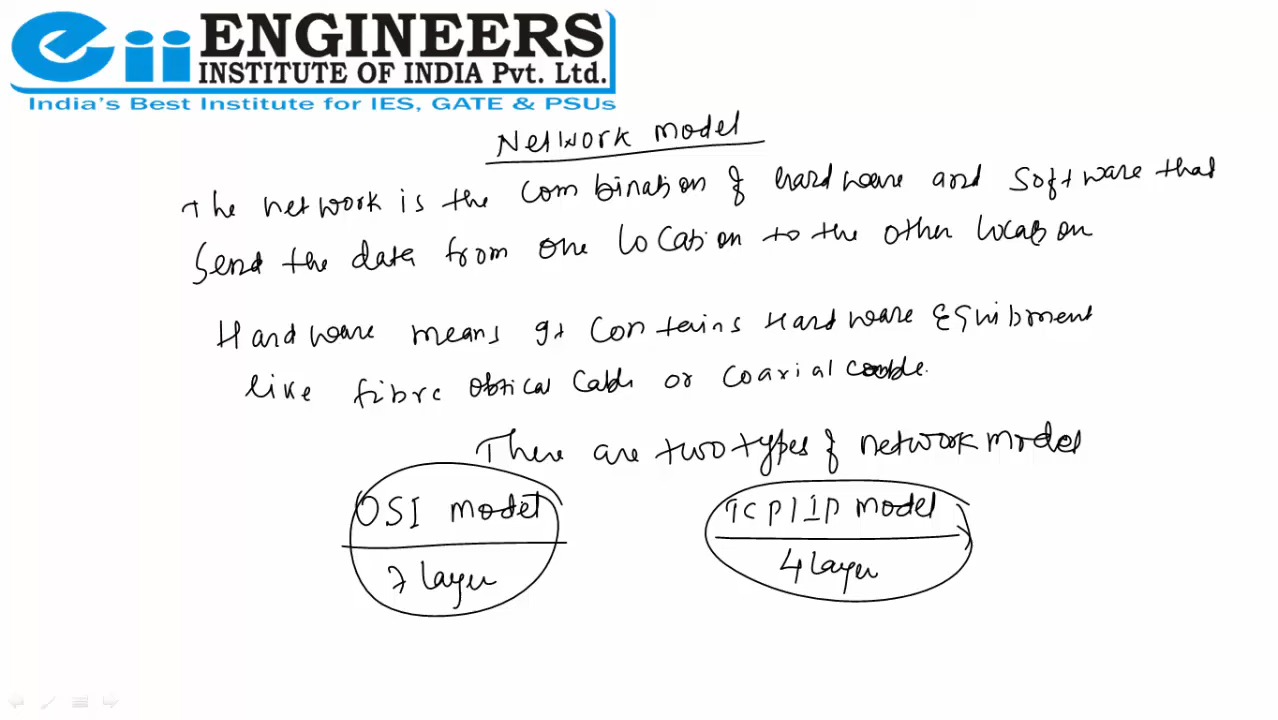 eii ENGINEERS
INSTITUTE OF INDIA Pvt. Ltd.
India's Best Institute for IES, GATE & PSUs
Network model
The network is the combination of hardware and software that
send the data from one location to the other location
Hardware means It contains Hardware Equibment
like fibre obtical cable or coaxial cable.
There are two types of network model
OSI model
7 layer
TCP/IP model
4 layer